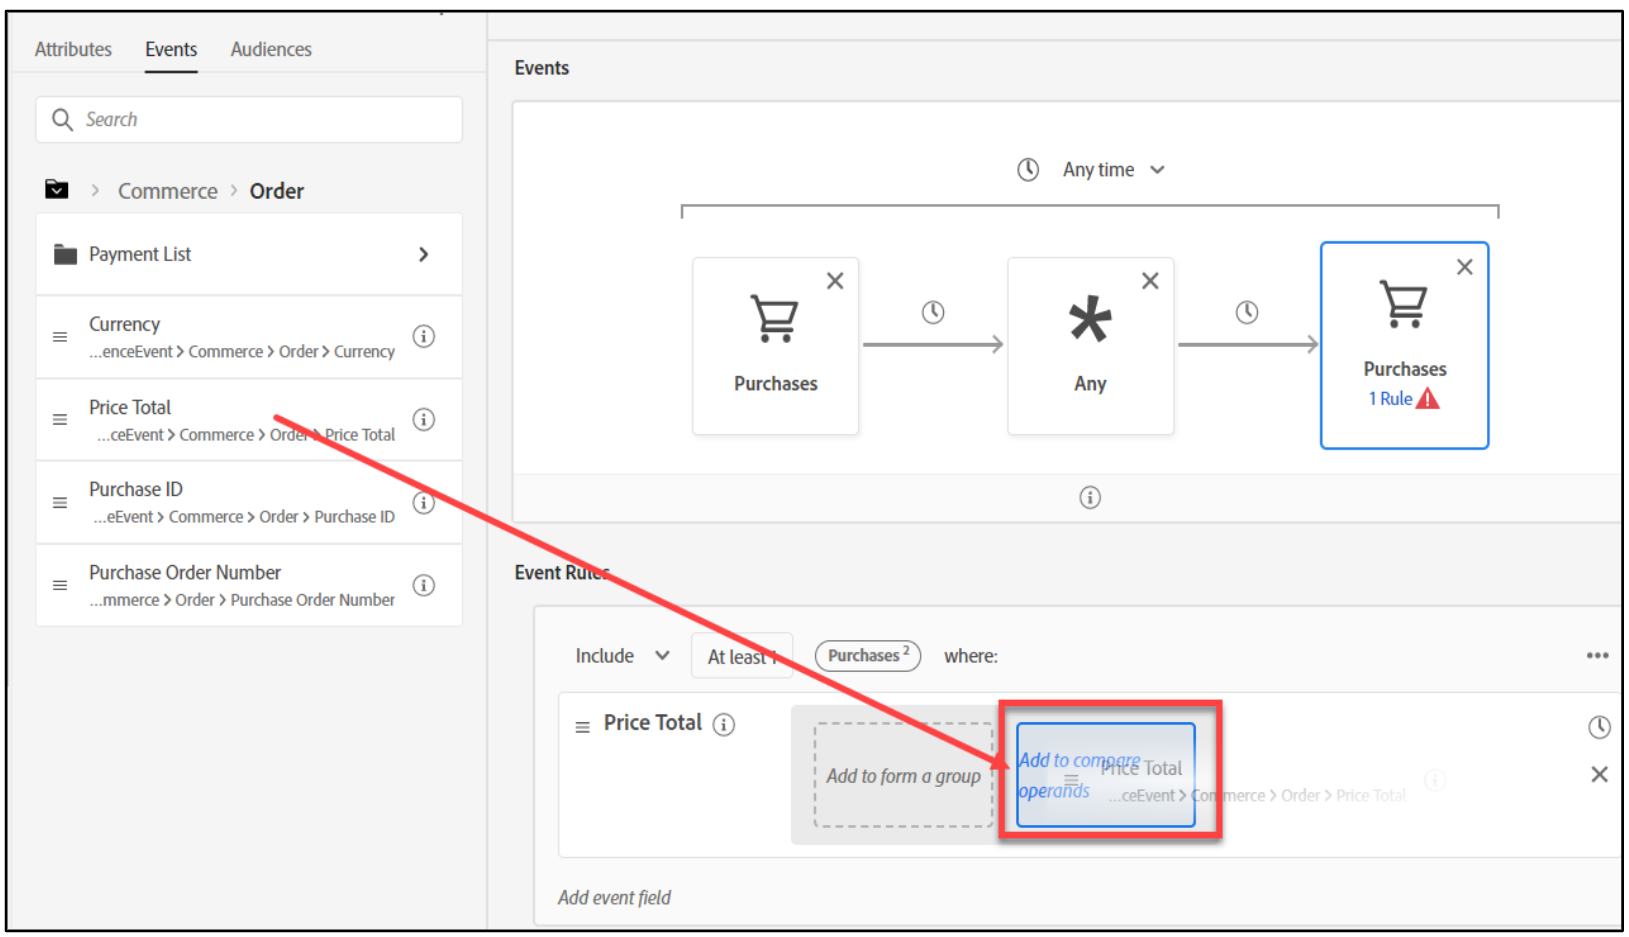 Attributes Events Audiences
Search
Commerce > Order
Payment List
Currency
...enceEvent > Commerce > Order > Currency
Price Total
...ceEvent > Commerce > Order > Price Total
Purchase ID
...eEvent > Commerce > Order > Purchase ID
Purchase Order Number
...mmerce > Order > Purchase Order Number
Events
Any time
Purchases
Any
Purchases
1 Rule
Event Rules
Include At least 1 Purchases 2 where:
Price Total
Add to form a group
Add to compare operands
Price Total
...ceEvent > Commerce > Order > Price Total
Add event field